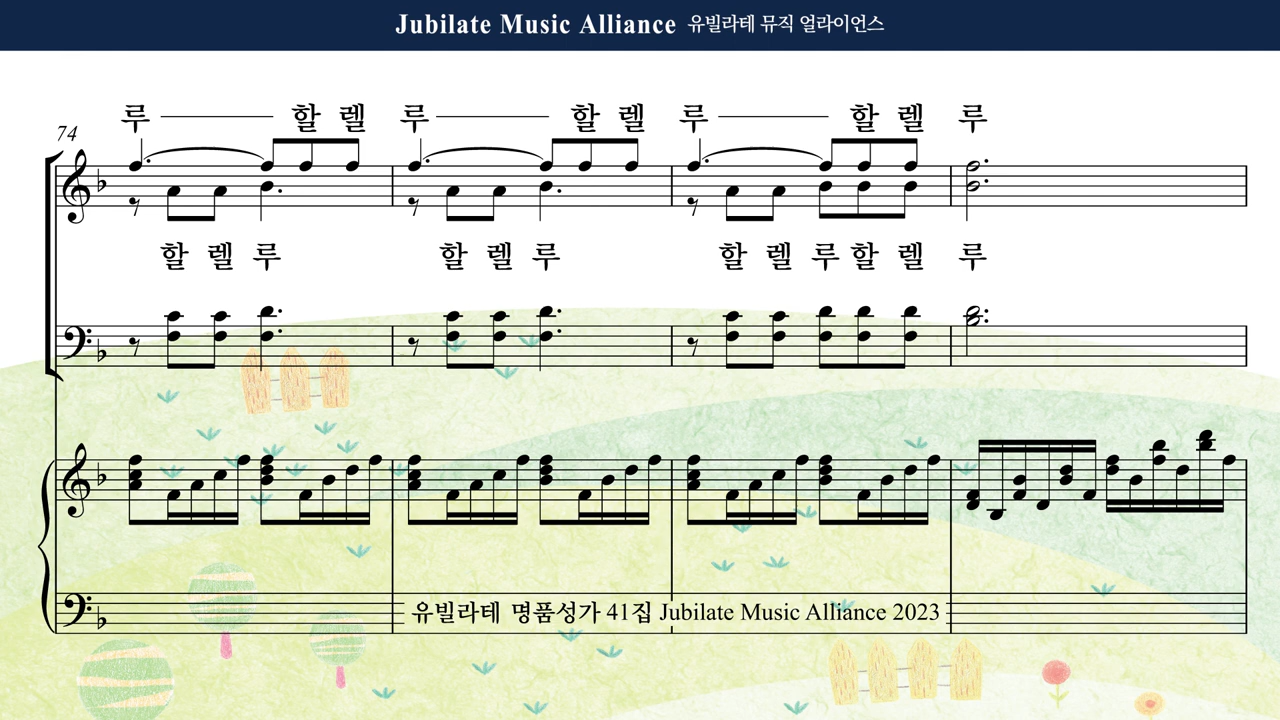 Jubilate Music Alliance 유빌라테 뮤직 얼라이언스
루 할 렐 루 할 렐 루 할 렐 루
74
할 렐 루 할 렐 루 할 렐 루 할 렐 루
유빌라테 명품성가 41집 Jubilate Music Alliance 2023